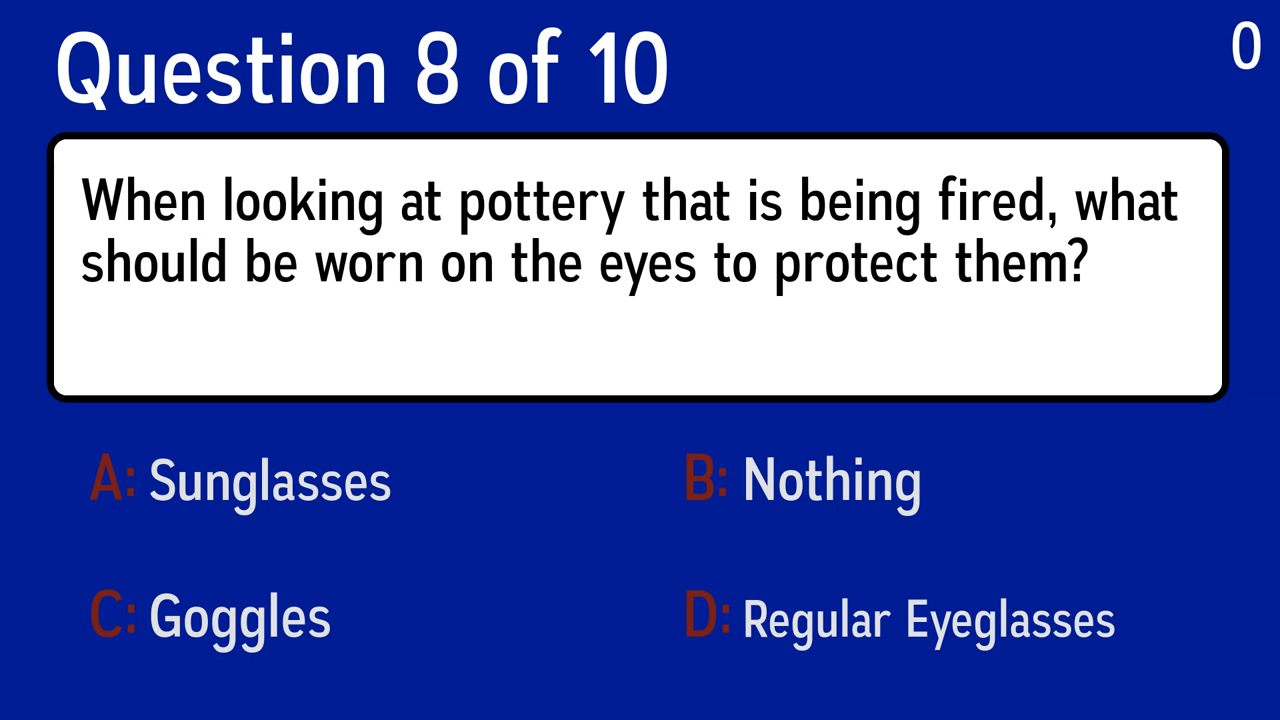 Question 8 of 10
0
When looking at pottery that is being fired, what
should be worn on the eyes to protect them?
A: Sunglasses
B: Nothing
C: Goggles
D: Regular Eyeglasses